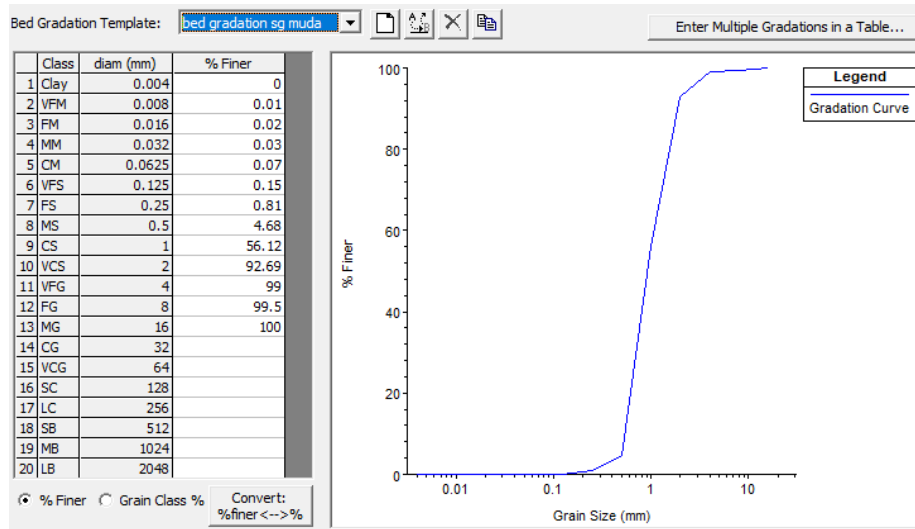 Bed Gradation Template: bed gradation sg muda
Enter Multiple Gradations in a Table...
Class diam (mm) % Finer
1 Clay 0.004 0
2 VFM 0.008 0.01
3 FM 0.016 0.02
4 MM 0.032 0.03
5 CM 0.0625 0.07
6 VFS 0.125 0.15
7 FS 0.25 0.81
8 MS 0.5 4.68
9 CS 1 56.12
10 VCS 2 92.69
11 VFG 4 99
12 FG 8 99.5
13 MG 16 100
14 CG 32
15 VCG 64
16 SC 128
17 LC 256
18 SB 512
19 MB 1024
20 LB 2048
% Finer Grain Class % Convert:
%finer<-->%
100
80
60
40
20
0
% Finer
0.01 0.1 1 10
Grain Size (mm)
Legend
Gradation Curve